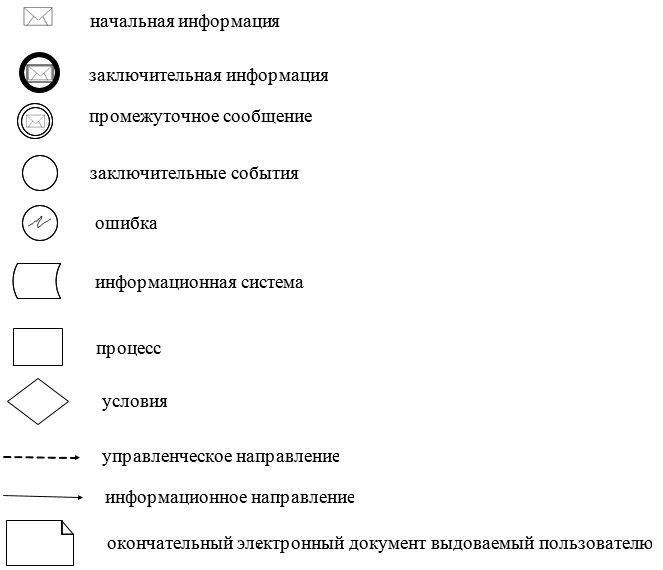 начальная информация
заключительная информация
промежуточное сообщение
заключительные события
ошибка
информационная система
процесс
условия
управленческое направление
информационное направление
окончательный электронный документ выдоваемый пользователю